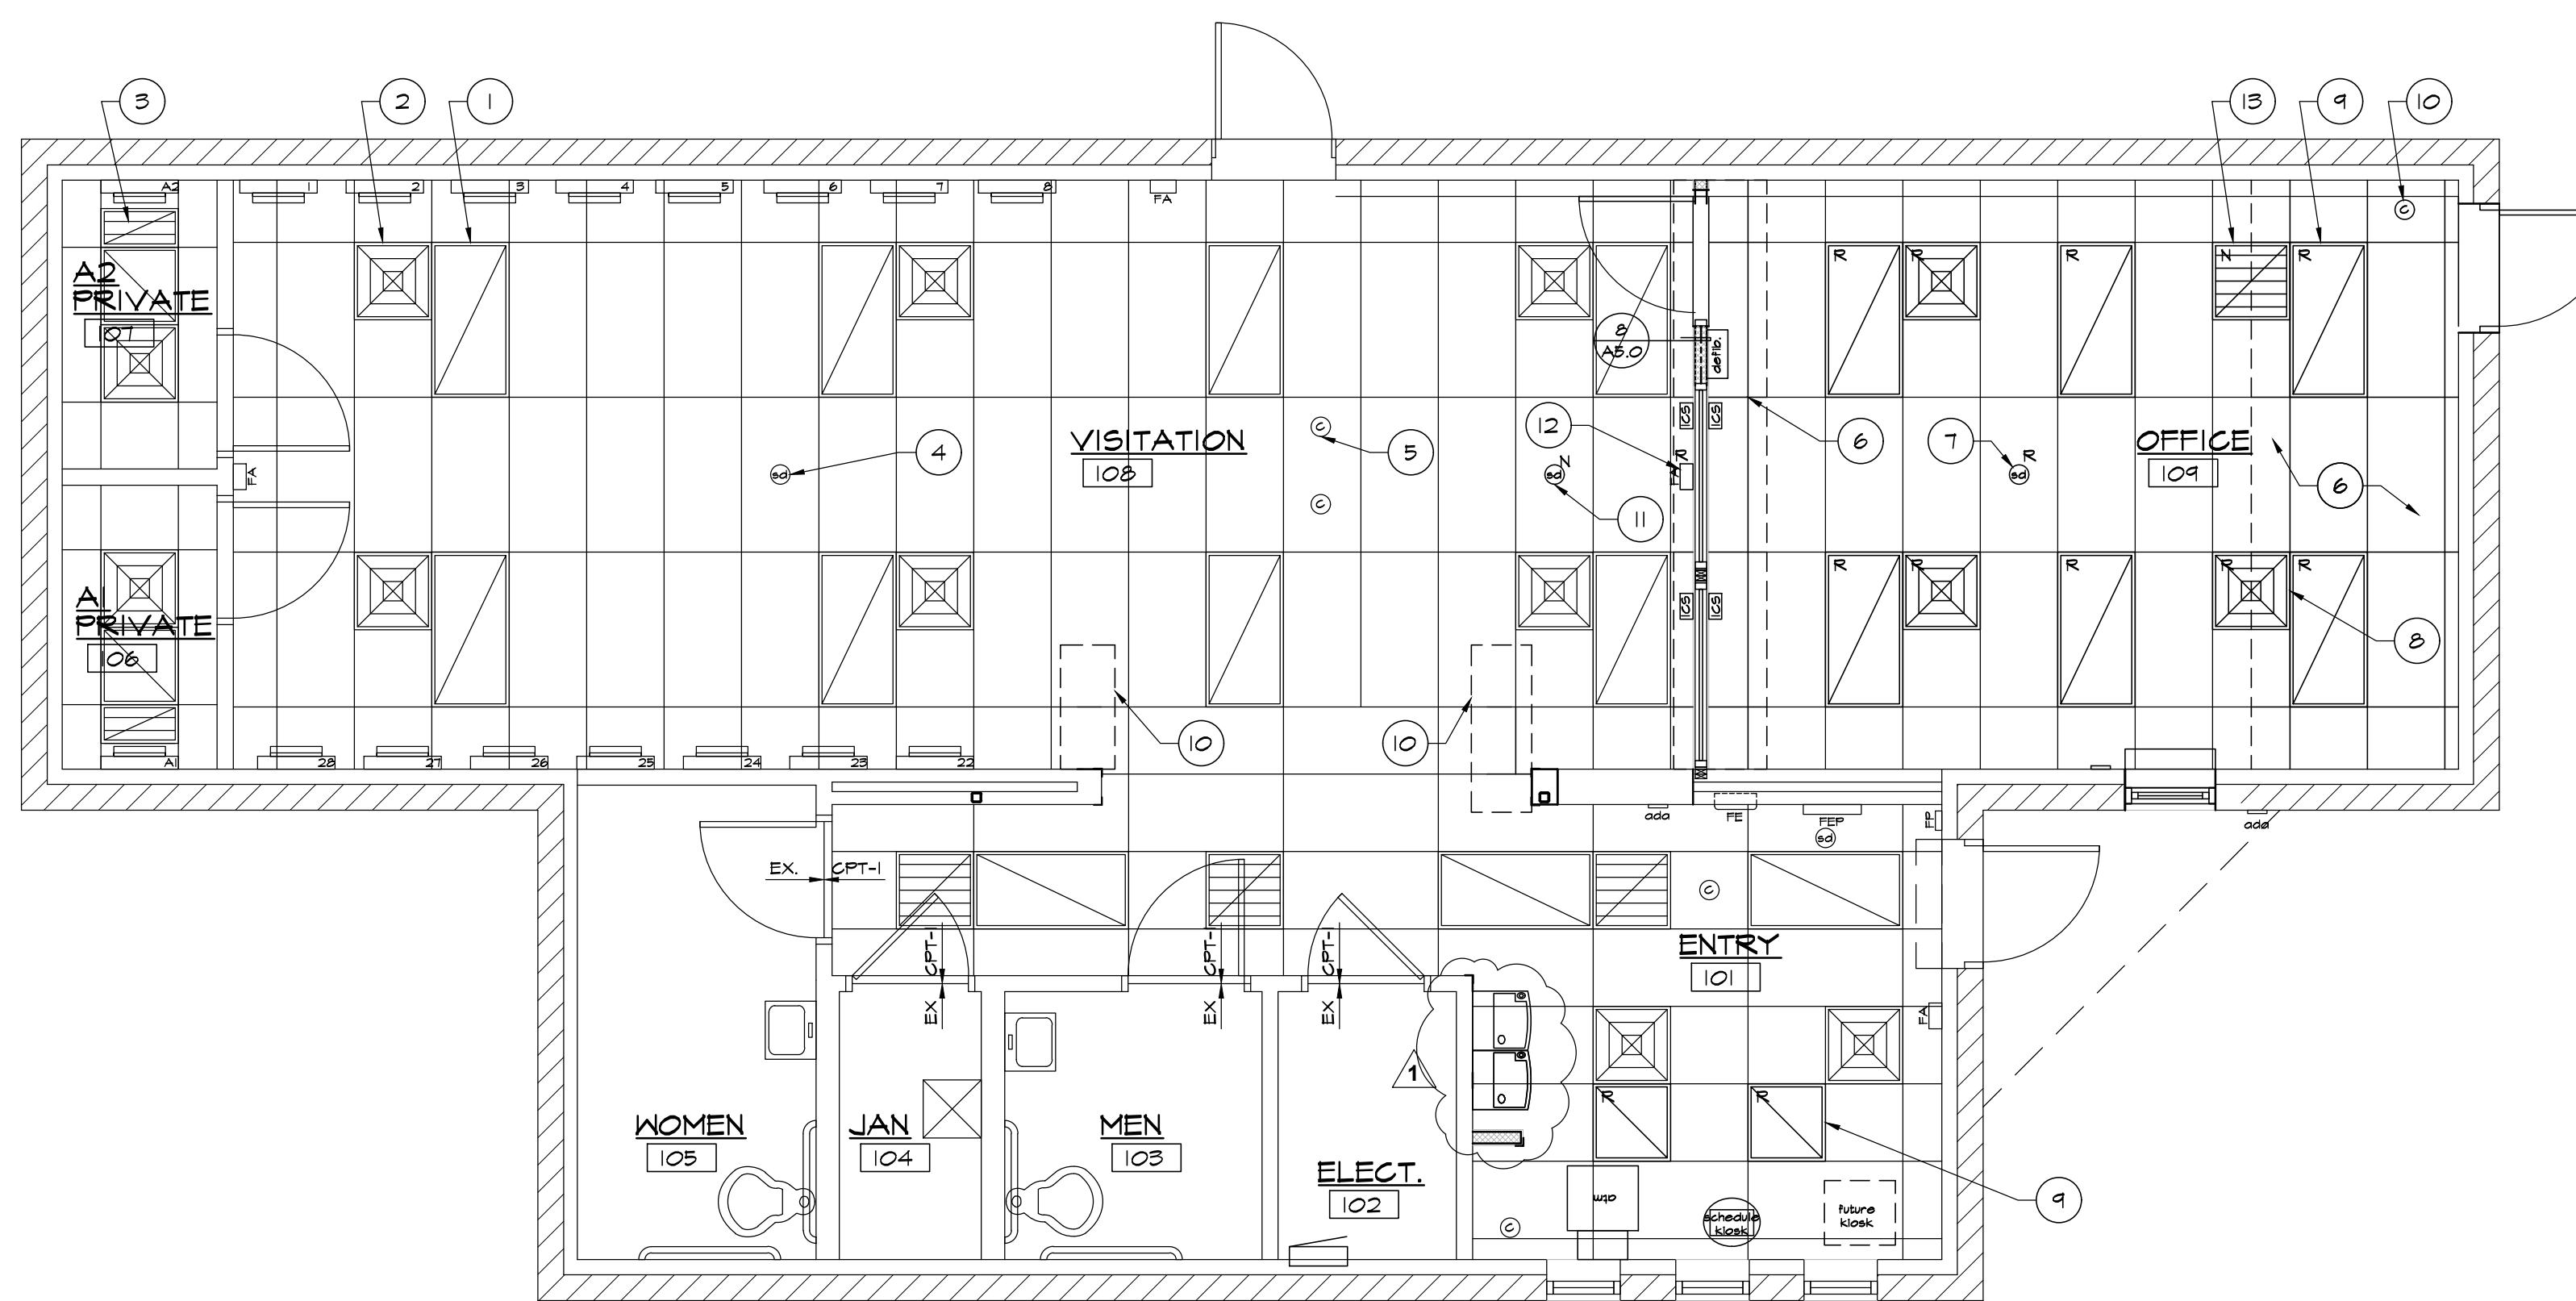 3
2
1
13
9
10
A2
1
2
3
4
5
6
7
8
FA
N
R
R
R
R
A2
PRIVATE
107
8
A5.0
defib.
ICS
ICS
FA
4
VISITATION
108
C
C
5
12
sd
N
R
FA
11
6
7
sd
R
OFFICE
109
6
C
sd
R
R
R
R
R
A1
PRIVATE
106
ICS
ICS
8
10
10
A1
28
27
26
25
24
23
22
ada
FE
FEP
sd
FP
ada
EX.
CPT-1
C
CPT-1
EX
CPT-1
EX
CPT-1
EX
ENTRY
101
FA
1
R
R
WOMEN
105
JAN
104
MEN
103
ELECT.
102
9
atm
schedule
kiosk
future
kiosk
C